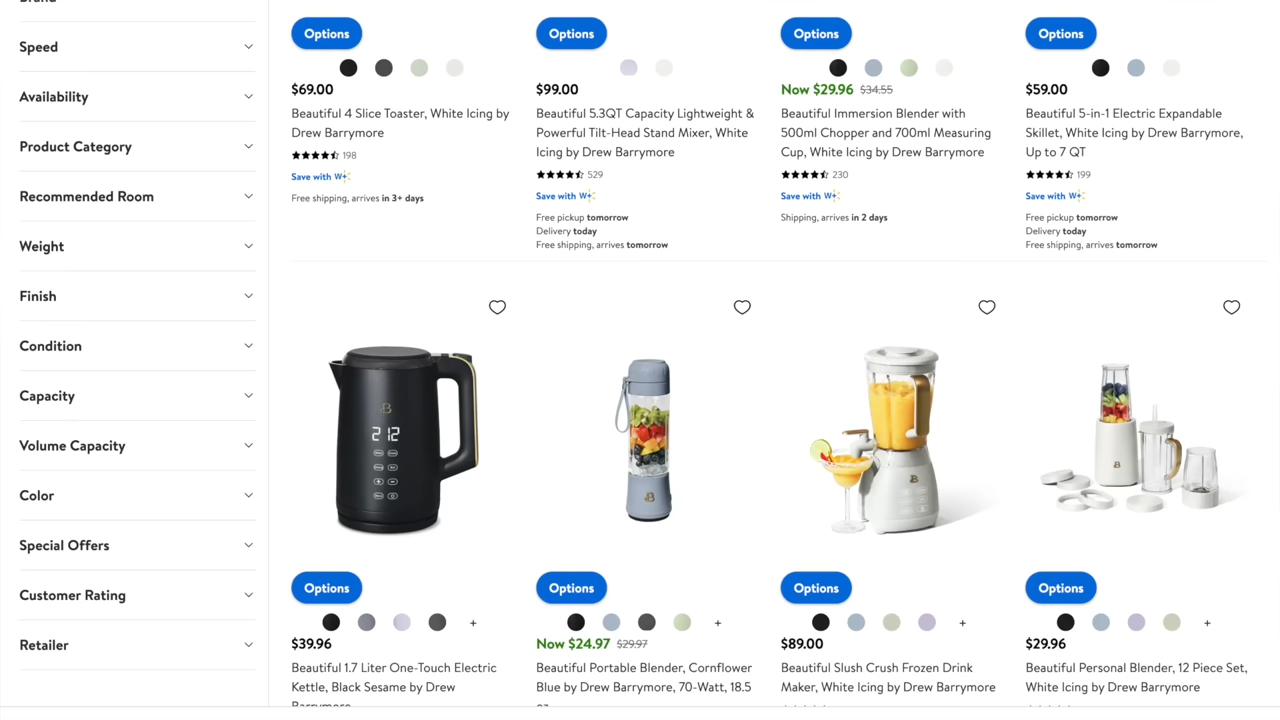 Brand
Speed
Availability
Product Category
Recommended Room
Weight
Finish
Condition
Capacity
Volume Capacity
Color
Special Offers
Customer Rating
Retailer
Options
$69.00
Beautiful 4 Slice Toaster, White Icing by
Drew Barrymore
198
Save with W+
Free shipping, arrives in 3+ days
Options
$99.00
Beautiful 5.3QT Capacity Lightweight &
Powerful Tilt-Head Stand Mixer, White
Icing by Drew Barrymore
529
Save with W+
Free pickup tomorrow
Delivery today
Free shipping, arrives tomorrow
Options
Now $29.96 $34.55
Beautiful Immersion Blender with
500ml Chopper and 700ml Measuring
Cup, White Icing by Drew Barrymore
230
Save with W+
Shipping, arrives in 2 days
Options
$59.00
Beautiful 5-in-1 Electric Expandable
Skillet, White Icing by Drew Barrymore,
Up to 7 QT
199
Save with W+
Free pickup tomorrow
Delivery today
Free shipping, arrives tomorrow
212
Options
+
$39.96
Beautiful 1.7 Liter One-Touch Electric
Kettle, Black Sesame by Drew
Barrymore
Options
+
Now $24.97 $29.97
Beautiful Portable Blender, Cornflower
Blue by Drew Barrymore, 70-Watt, 18.5
oz
Options
+
$89.00
Beautiful Slush Crush Frozen Drink
Maker, White Icing by Drew Barrymore
Options
+
$29.96
Beautiful Personal Blender, 12 Piece Set,
White Icing by Drew Barrymore